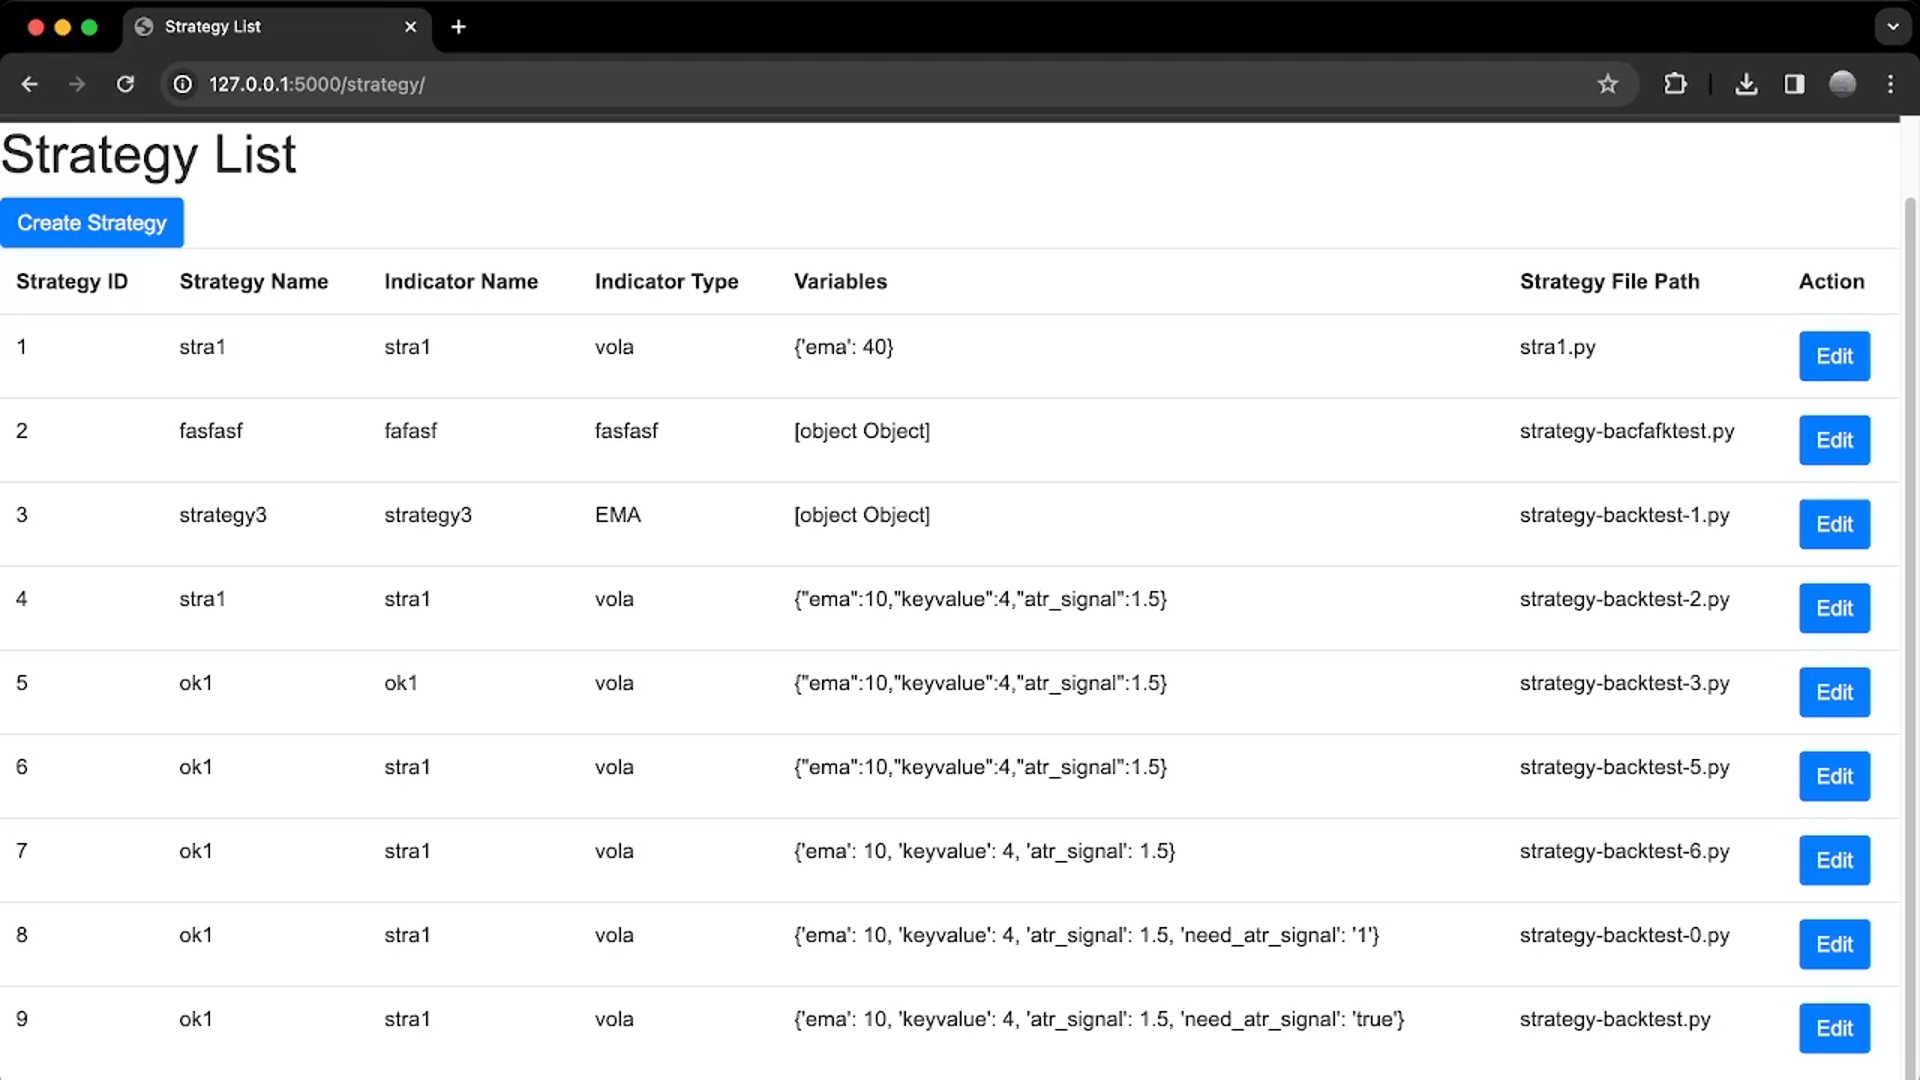 Strategy List
127.0.0.1:5000/strategy/
Strategy List
Create Strategy
Strategy ID Strategy Name Indicator Name Indicator Type Variables Strategy File Path Action
1 stra1 stra1 vola {'ema': 40} stra1.py Edit
2 fasfasf fafasf fasfasf [object Object] strategy-bacfafktest.py Edit
3 strategy3 strategy3 EMA [object Object] strategy-backtest-1.py Edit
4 stra1 stra1 vola {"ema":10,"keyvalue":4,"atr_signal":1.5} strategy-backtest-2.py Edit
5 ok1 ok1 vola {"ema":10,"keyvalue":4,"atr_signal":1.5} strategy-backtest-3.py Edit
6 ok1 stra1 vola {"ema":10,"keyvalue":4,"atr_signal":1.5} strategy-backtest-5.py Edit
7 ok1 stra1 vola {'ema': 10, 'keyvalue': 4, 'atr_signal': 1.5} strategy-backtest-6.py Edit
8 ok1 stra1 vola {'ema': 10, 'keyvalue': 4, 'atr_signal': 1.5, 'need_atr_signal': '1'} strategy-backtest-0.py Edit
9 ok1 stra1 vola {'ema': 10, 'keyvalue': 4, 'atr_signal': 1.5, 'need_atr_signal': 'true'} strategy-backtest.py Edit